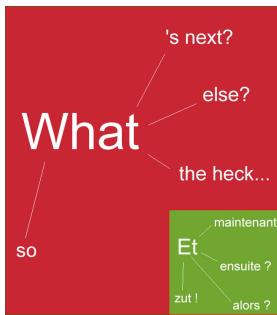 's next?
else?
What
the heck...
so
maintenant
Et
ensuite ?
zut !
alors ?